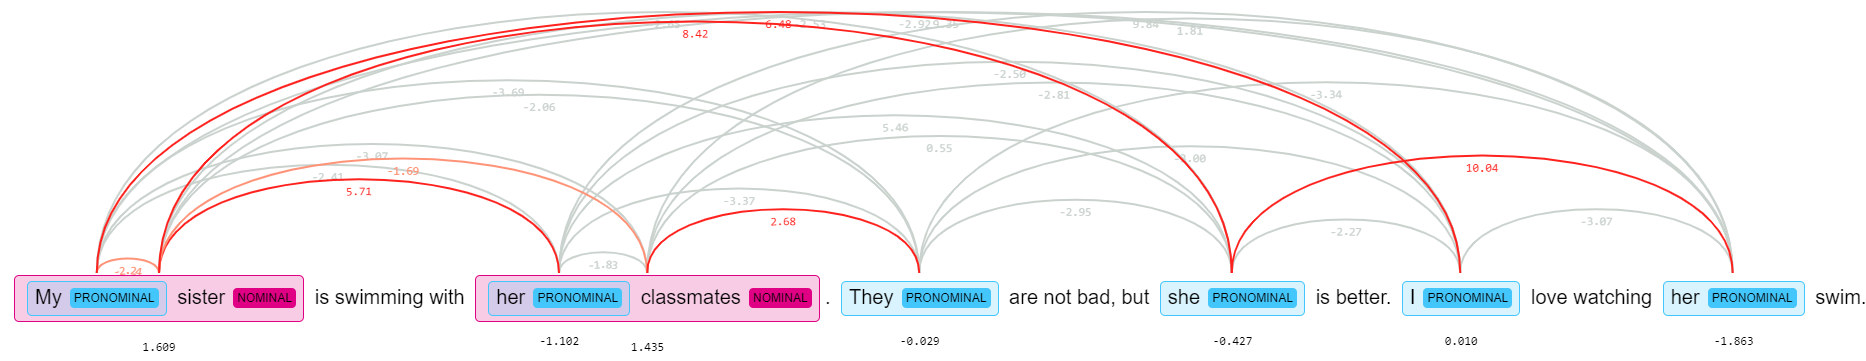 6.48 -2.53 -2.92 9.84
8.42 1.81
-2.50
-3.69 -2.81 -3.34
-2.06
5.46
0.55
-3.07
-1.69
-2.41 5.71 10.04
-3.37
2.68 -2.95
-2.27 -3.07
-1.83
-2.24
My PRONOMINAL sister NOMINAL is swimming with her PRONOMINAL classmates NOMINAL . They PRONOMINAL are not bad, but she PRONOMINAL is better. I PRONOMINAL love watching her PRONOMINAL swim.
1.609 -1.102 1.435 -0.029 -0.427 0.010 -1.863